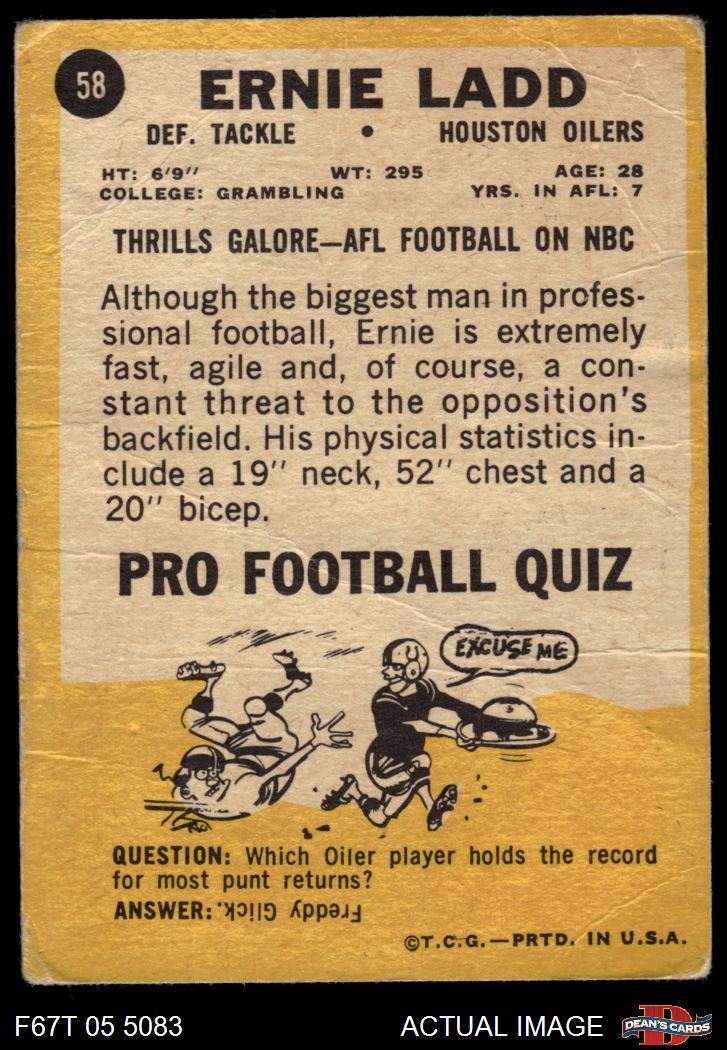 58
ERNIE LADD
DEF. TACKLE • HOUSTON OILERS
HT: 6'9" WT: 295 AGE: 28
COLLEGE: GRAMBLING YRS. IN AFL: 7
THRILLS GALORE—AFL FOOTBALL ON NBC
Although the biggest man in profes-
sional football, Ernie is extremely
fast, agile and, of course, a con-
stant threat to the opposition's
backfield. His physical statistics in-
clude a 19" neck, 52" chest and a
20" bicep.
PRO FOOTBALL QUIZ
EXCUSE ME
QUESTION: Which Oiler player holds the record
for most punt returns?
ANSWER: Freddy Glick.
©T.C.G.—PRTD. IN U.S.A.
F67T 05 5083 ACTUAL IMAGE D DEAN'S CARDS